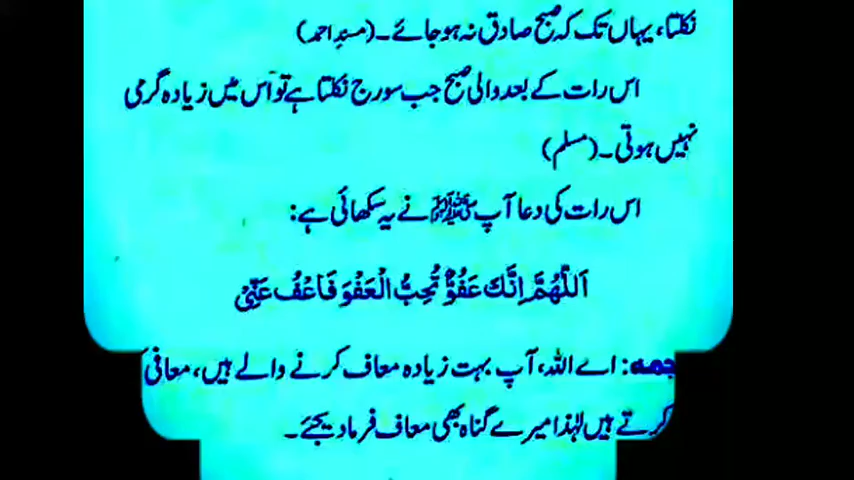 نکلتا، یہاں تک کہ صبح صادق نہ ہو جائے۔ (مسند احمد)
اس رات کے بعد والی صبح جب سورج نکلتا ہے تو اس میں زیادہ گرمی
نہیں ہوتی۔ (مسلم)
اس رات کی دعا آپ ﷺ نے یہ سکھائی ہے:
اَللّٰهُمَّ اِنَّكَ عَفُوٌّ تُحِبُّ الْعَفْوَ فَاعْفُ عَنِّیْ
جمہ: اے اللہ، آپ بہت زیادہ معاف کرنے والے ہیں، معافی
کرتے ہیں لہٰذا میرے گناہ بھی معاف فرما دیجئے۔